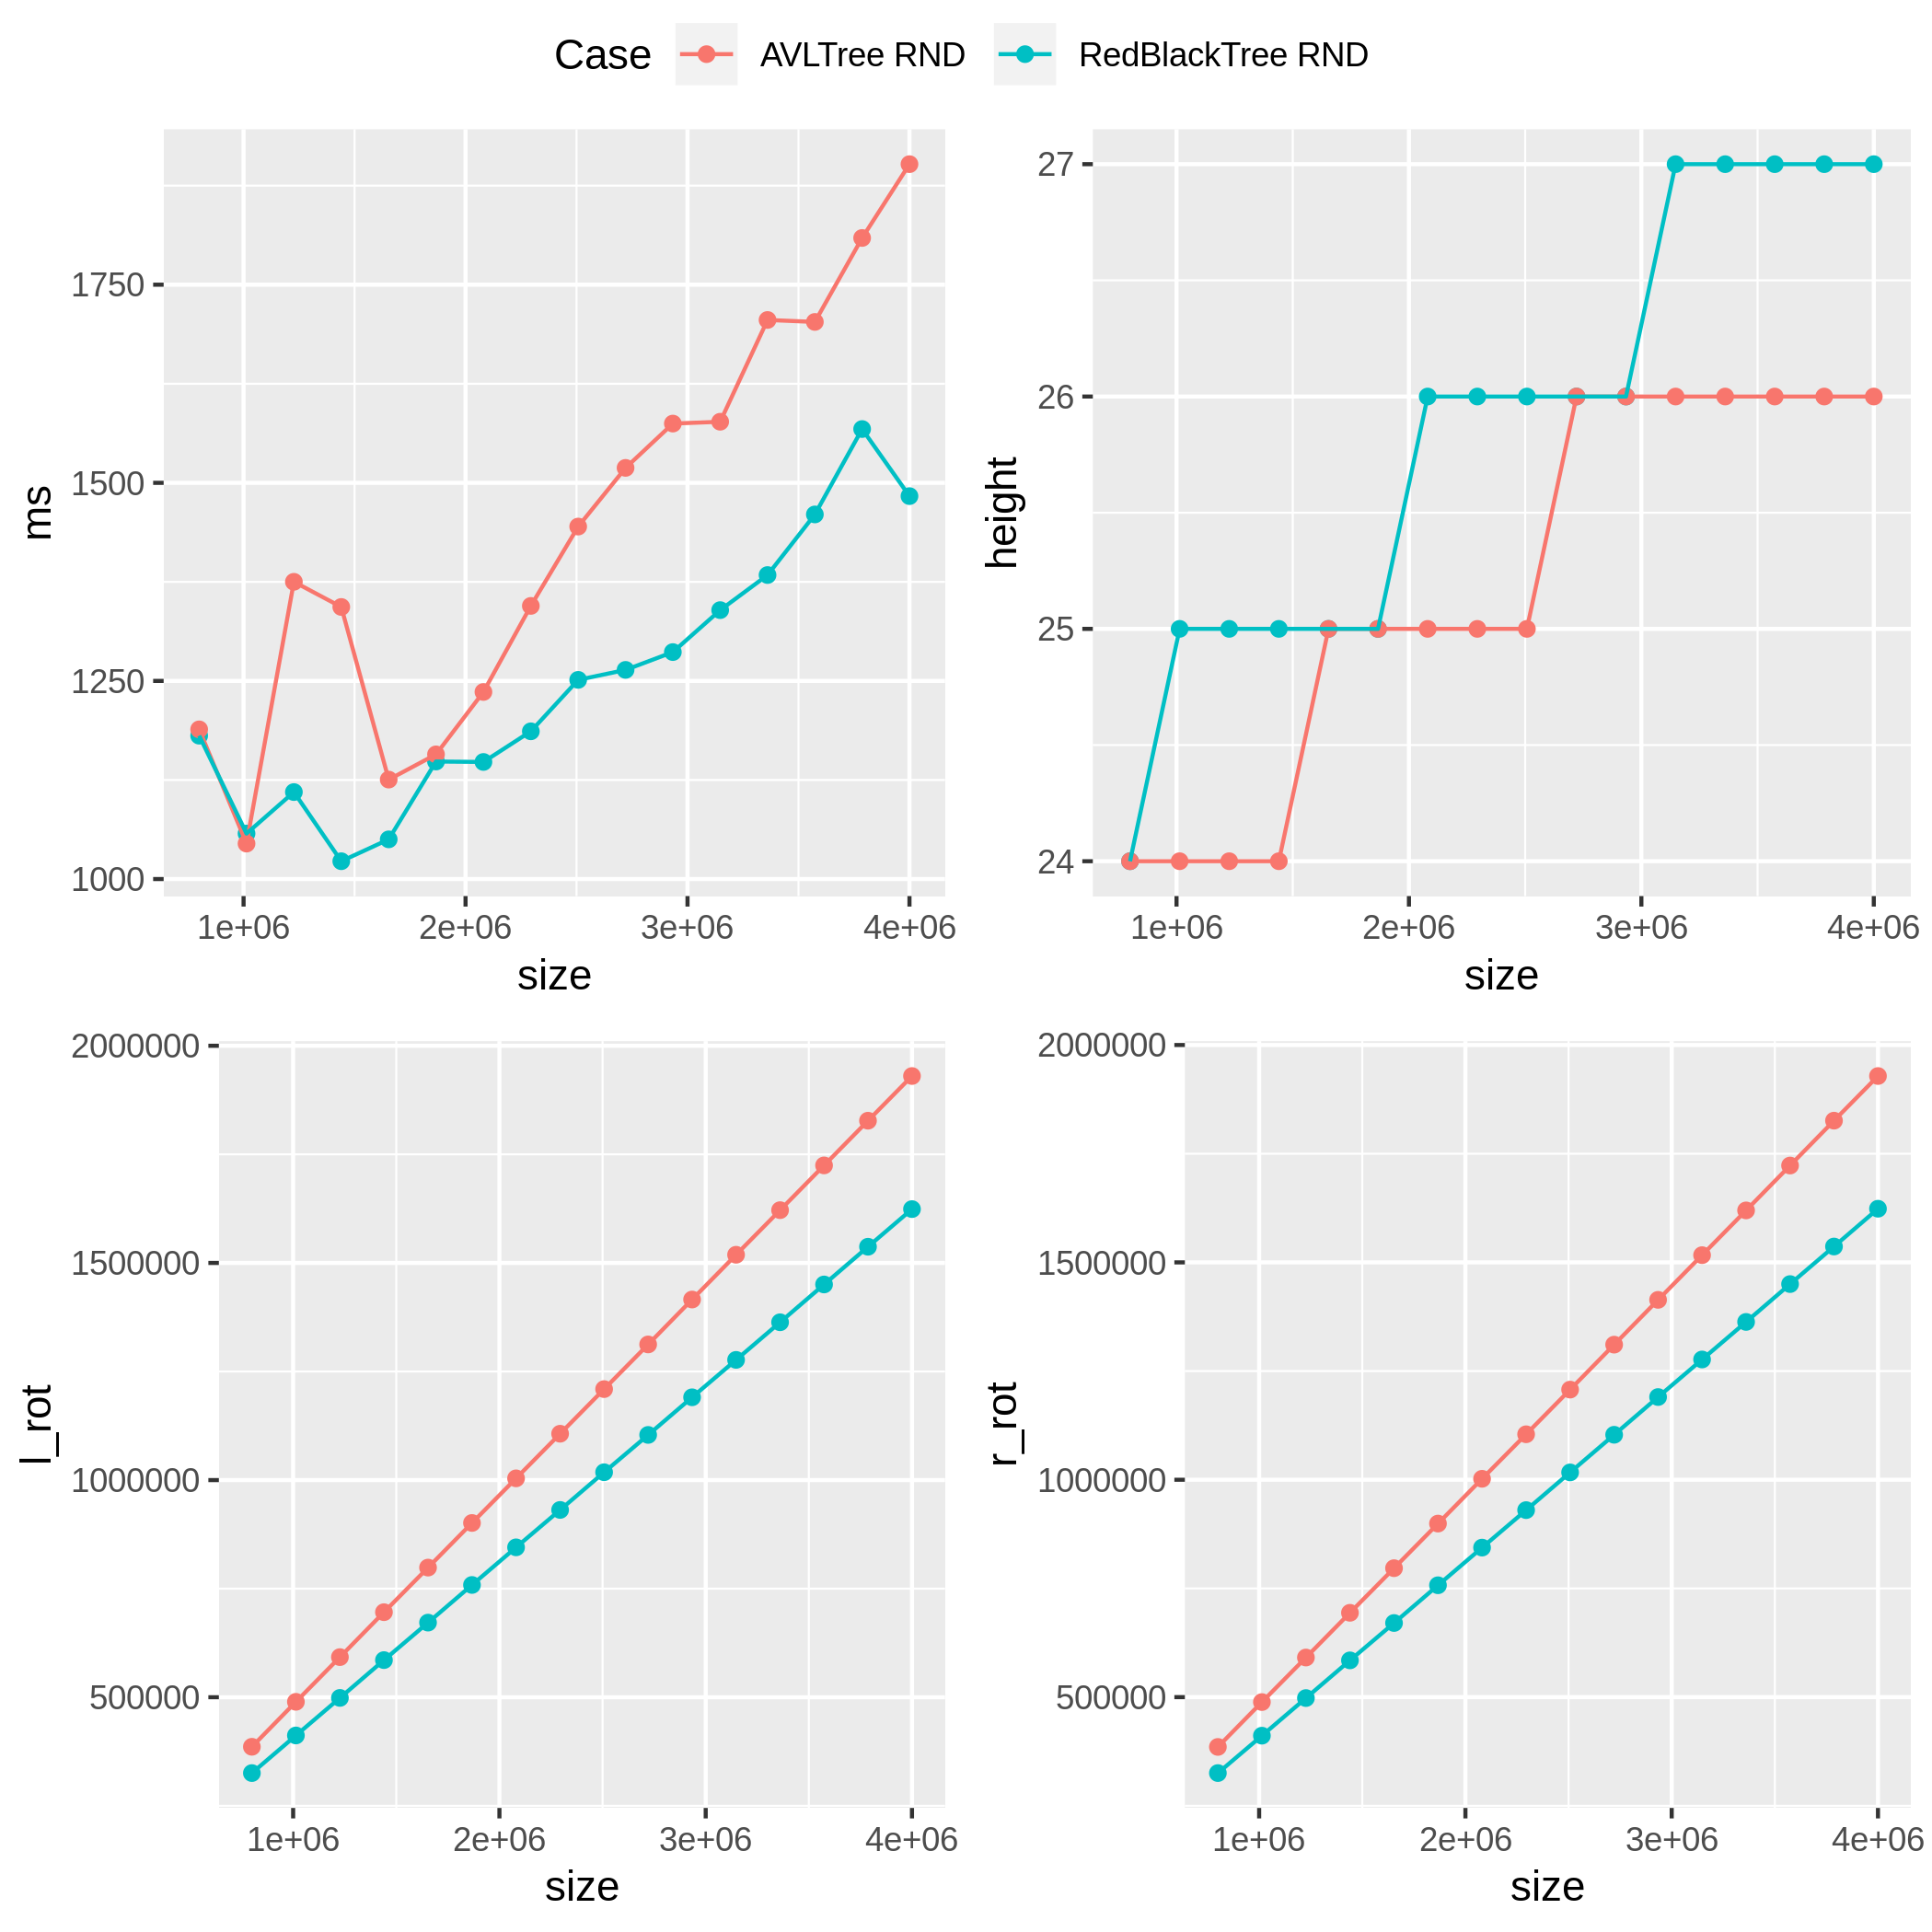 Case AVLTree RND RedBlackTree RND
1750
1500
1250
1000
ms
1e+06 2e+06 3e+06 4e+06
size
27
26
25
24
height
1e+06 2e+06 3e+06 4e+06
size
2000000
1500000
1000000
500000
l_rot
1e+06 2e+06 3e+06 4e+06
size
2000000
1500000
1000000
500000
r_rot
1e+06 2e+06 3e+06 4e+06
size